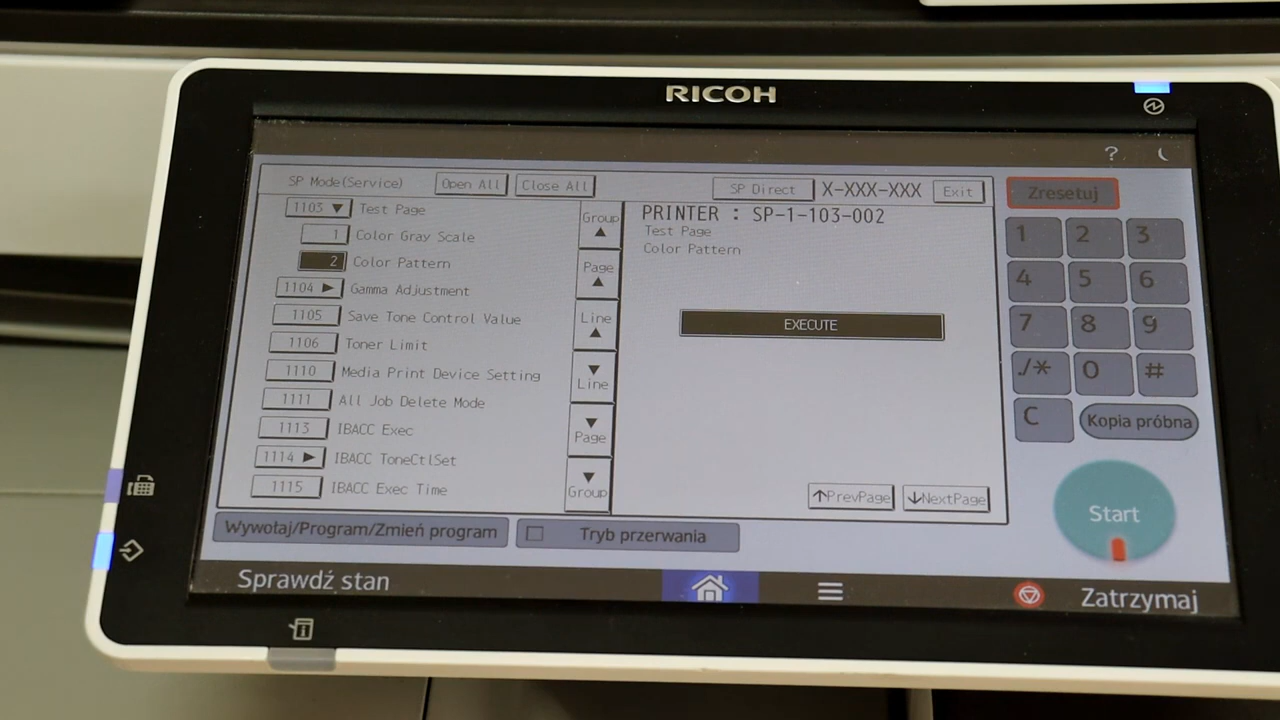 RICOH
?
SP Mode(Service) Open All Close All SP Direct X-XXX-XXX Exit
1103 ▼ Test Page
1 Color Gray Scale
2 Color Pattern
1104 ▶ Gamma Adjustment
1105 Save Tone Control Value
1106 Toner Limit
1110 Media Print Device Setting
1111 All Job Delete Mode
1113 IBACC Exec
1114 ▶ IBACC ToneCtlSet
1115 IBACC Exec Time
Group ▲
Page ▲
Line ▲
▼ Line
▼ Page
▼ Group
PRINTER : SP-1-103-002
Test Page
Color Pattern
EXECUTE
↑PrevPage ↓NextPage
Zresetuj
1 2 3
4 5 6
7 8 9
./* 0 #
C Kopia próbna
Start
Wywołaj/Program/Zmień program Tryb przerwania
Sprawdź stan Zatrzymaj